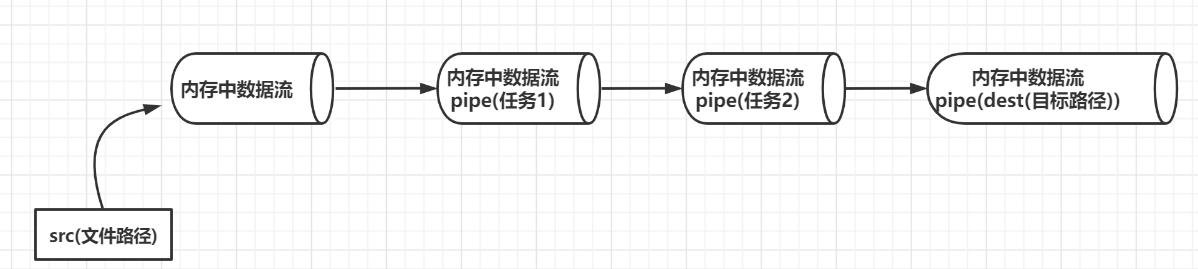 内存中数据流
内存中数据流
pipe(任务1)
内存中数据流
pipe(任务2)
内存中数据流
pipe(dest(目标路径))
src(文件路径)